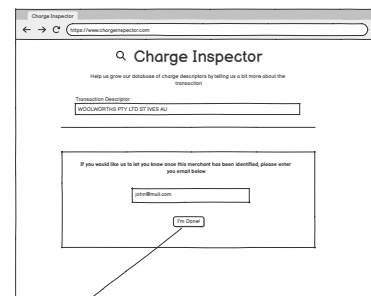 Charge Inspector
https://www.chargeinspector.com
Charge Inspector
Help us grow our database of charge descriptors by telling us a bit more about the
transaction
Transaction Descriptor
WOOLWORTHS PTY LTD ST IVES AU
If you would like us to let you know once this merchant has been identified, please enter
you email below
john@mail.com
I'm Done!